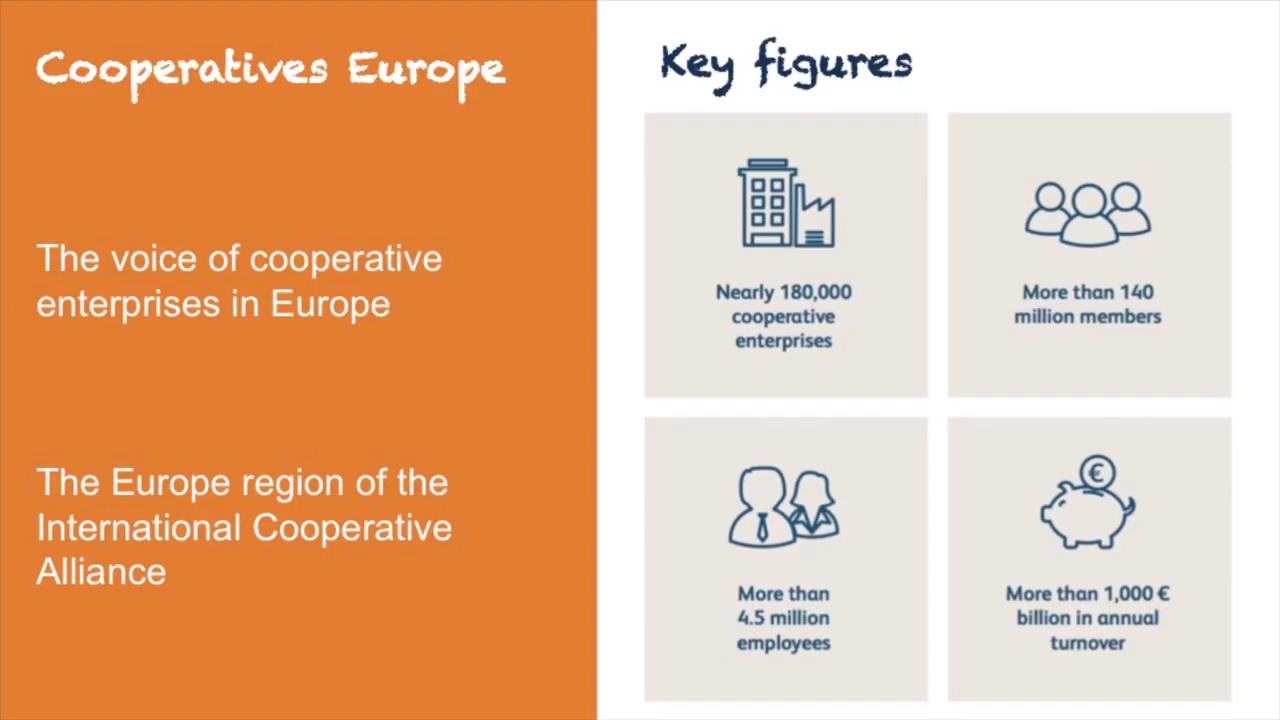 Cooperatives Europe
The voice of cooperative
enterprises in Europe
The Europe region of the
International Cooperative
Alliance
Key figures
Nearly 180,000
cooperative
enterprises
More than 140
million members
More than
4.5 million
employees
€
More than 1,000 €
billion in annual
turnover